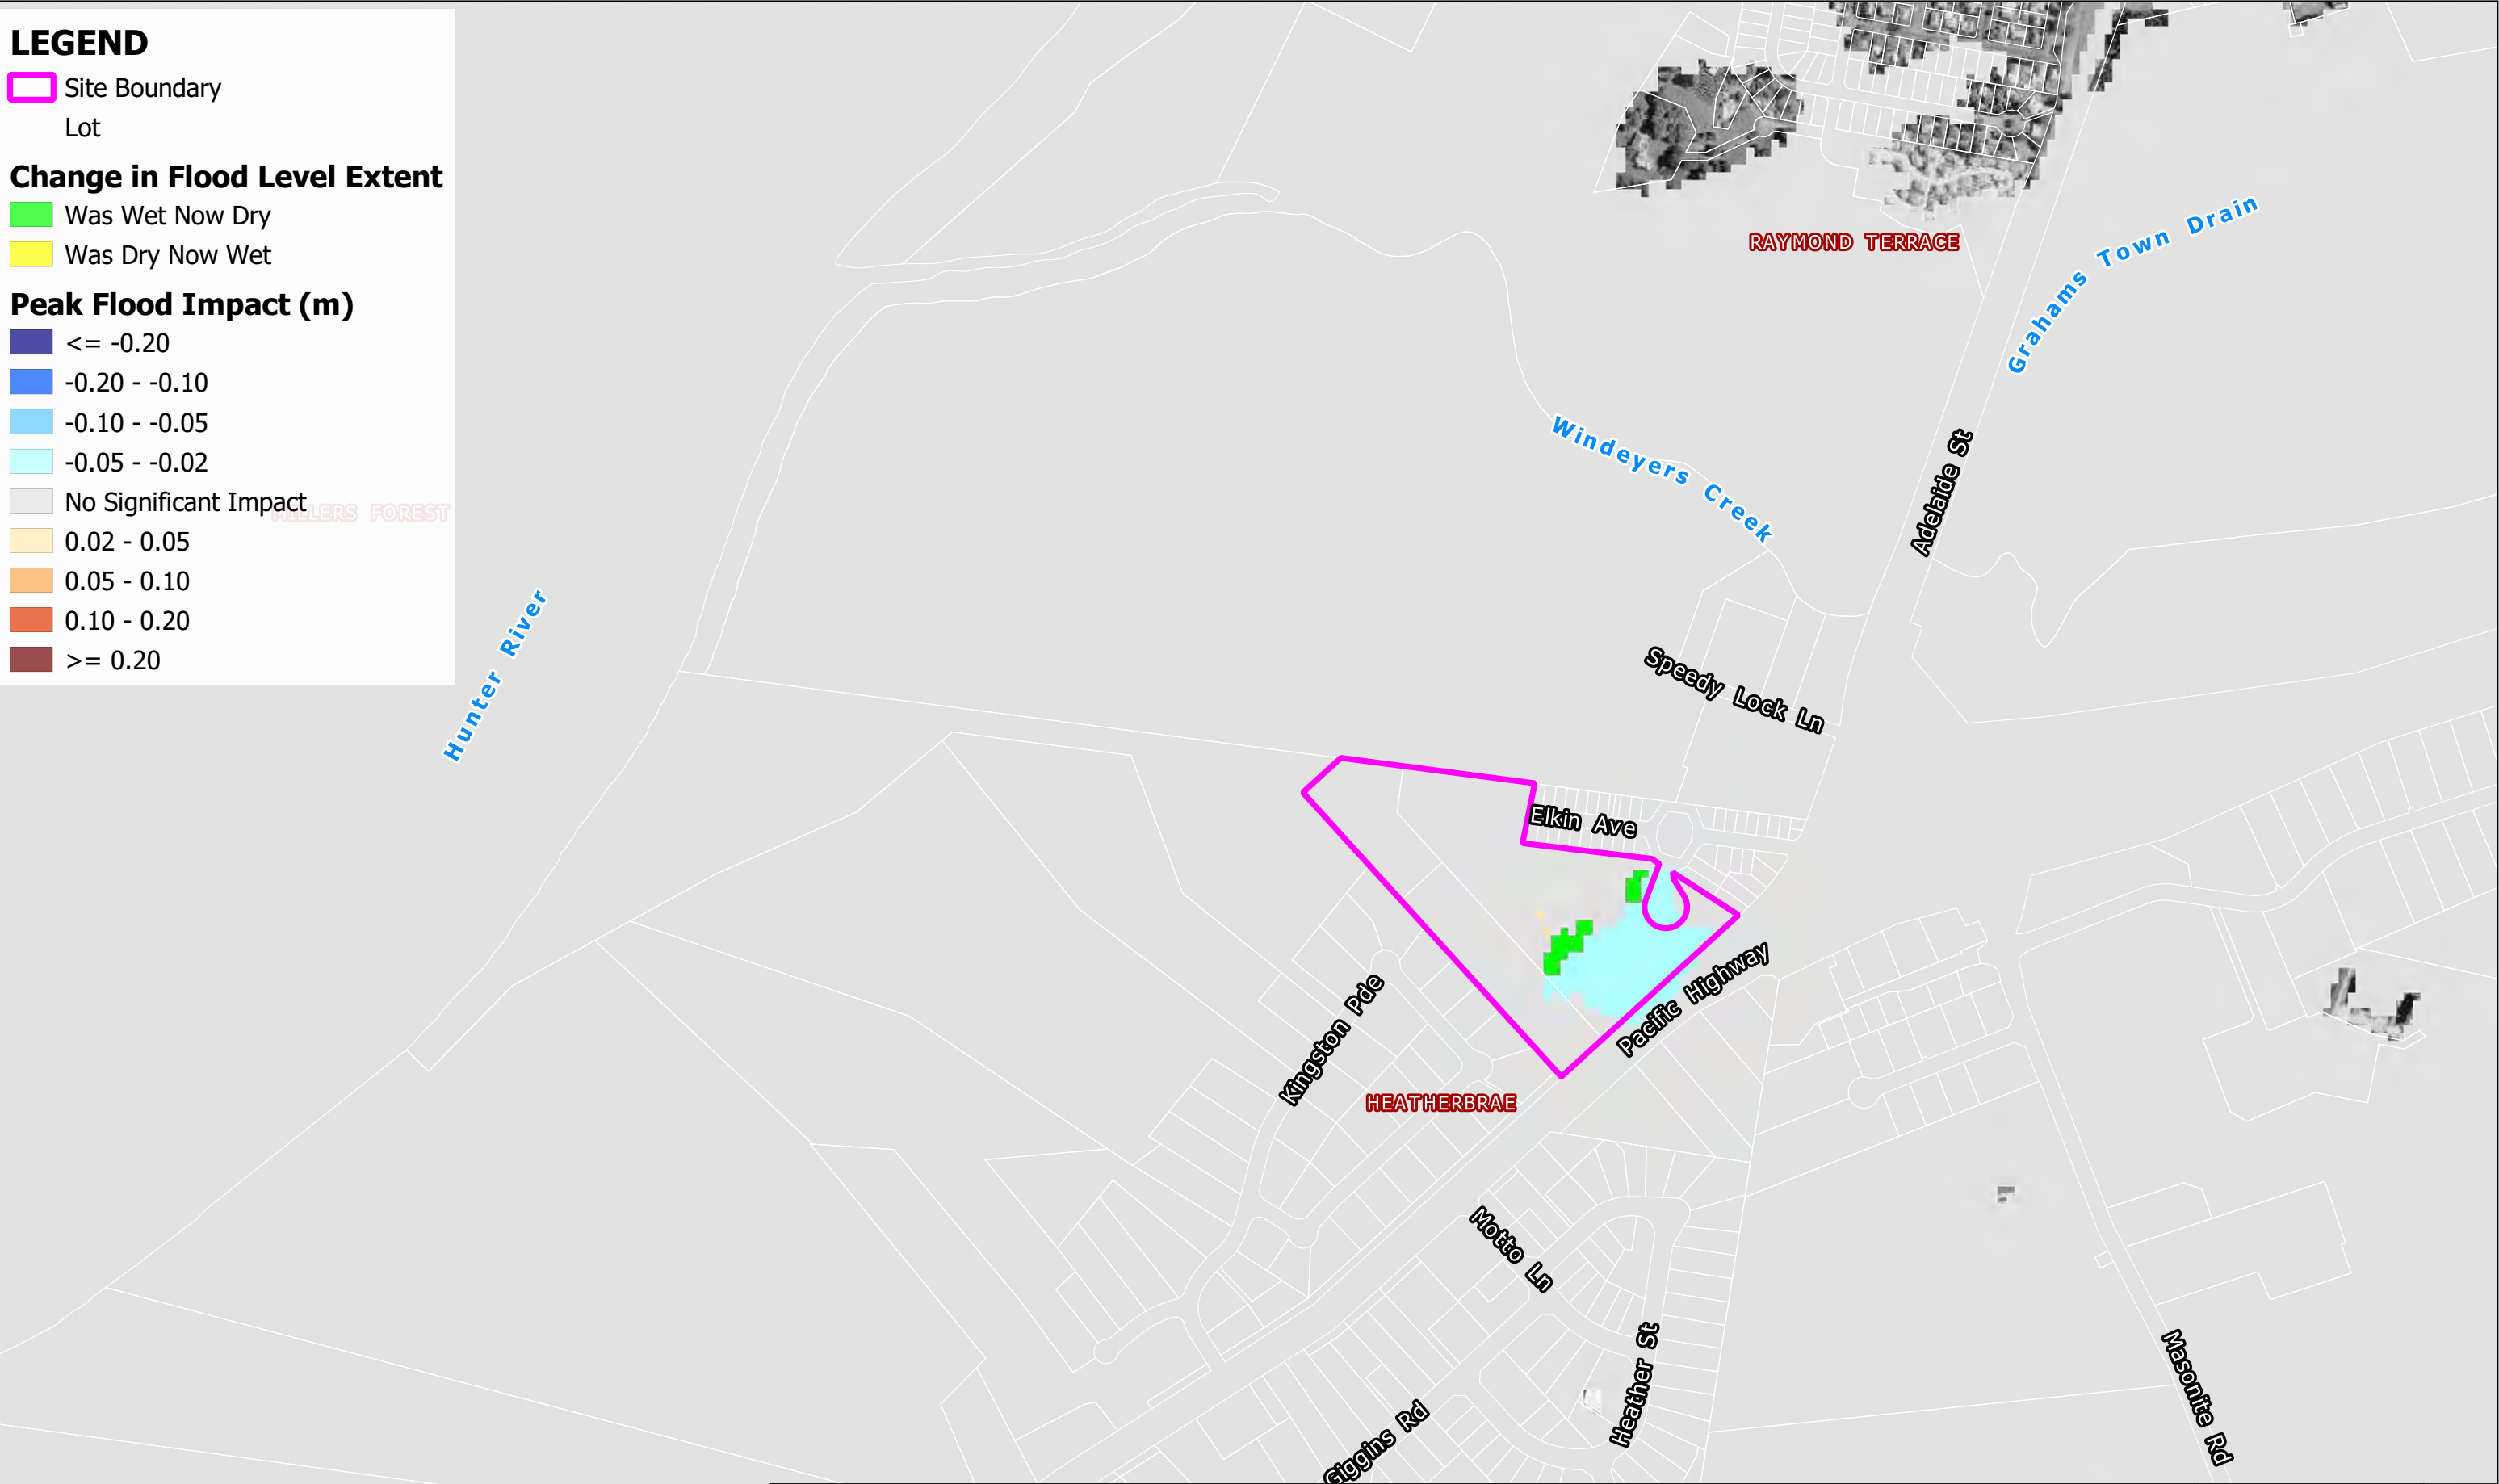 LEGEND
Site Boundary
Lot
Change in Flood Level Extent
Was Wet Now Dry
Was Dry Now Wet
Peak Flood Impact (m)
<= -0.20
-0.20 - -0.10
-0.10 - -0.05
-0.05 - -0.02
No Significant Impact
MILLERS FOREST
0.02 - 0.05
0.05 - 0.10
0.10 - 0.20
>= 0.20
RAYMOND TERRACE
Grahams Town Drain
Windeyers Creek
Adelaide St
Hunter River
Speedy Lock Ln
Elkin Ave
Pacific Highway
Kingston Pde
HEATHERBRAE
Motto Ln
Heather St
Giggins Rd
Masonite Rd